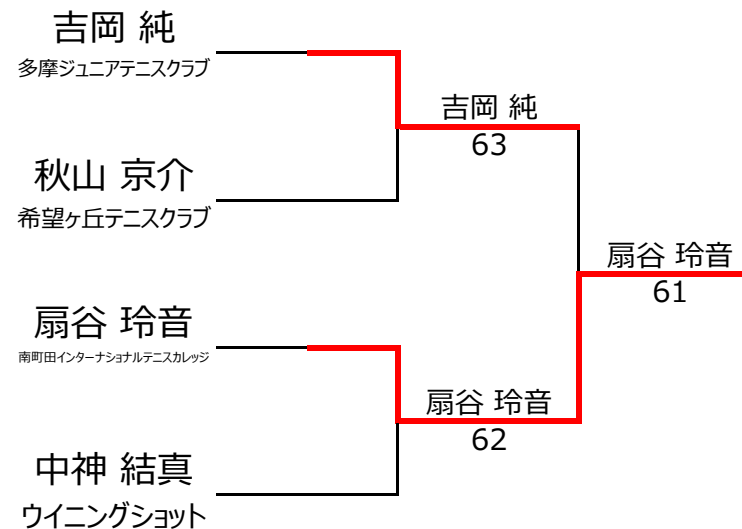 吉岡 純
多摩ジュニアテニスクラブ
吉岡 純
63
秋山 京介
希望ヶ丘テニスクラブ
扇谷 玲音
61
扇谷 玲音
南町田インターナショナルテニスカレッジ
扇谷 玲音
62
中神 結真
ウイニングショット